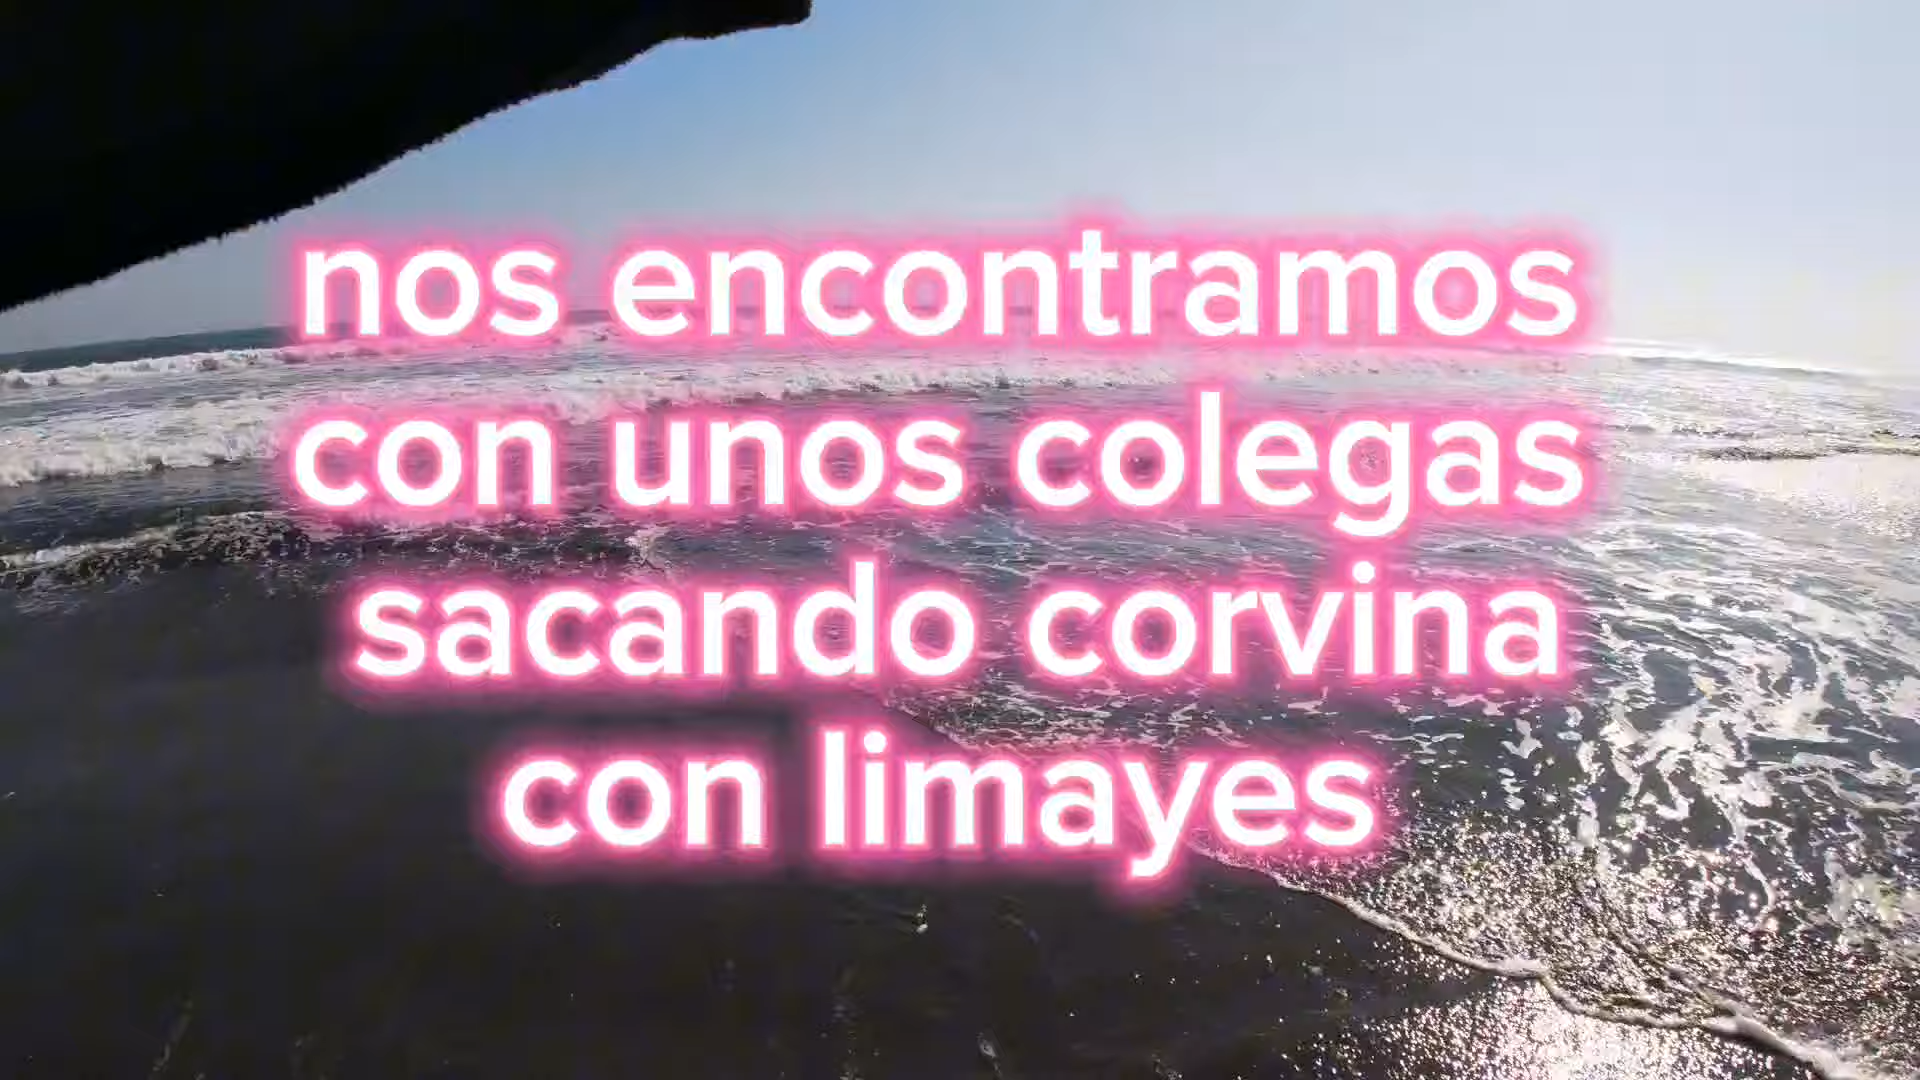 nos encontramos
con unos colegas
sacando corvina
con limayes